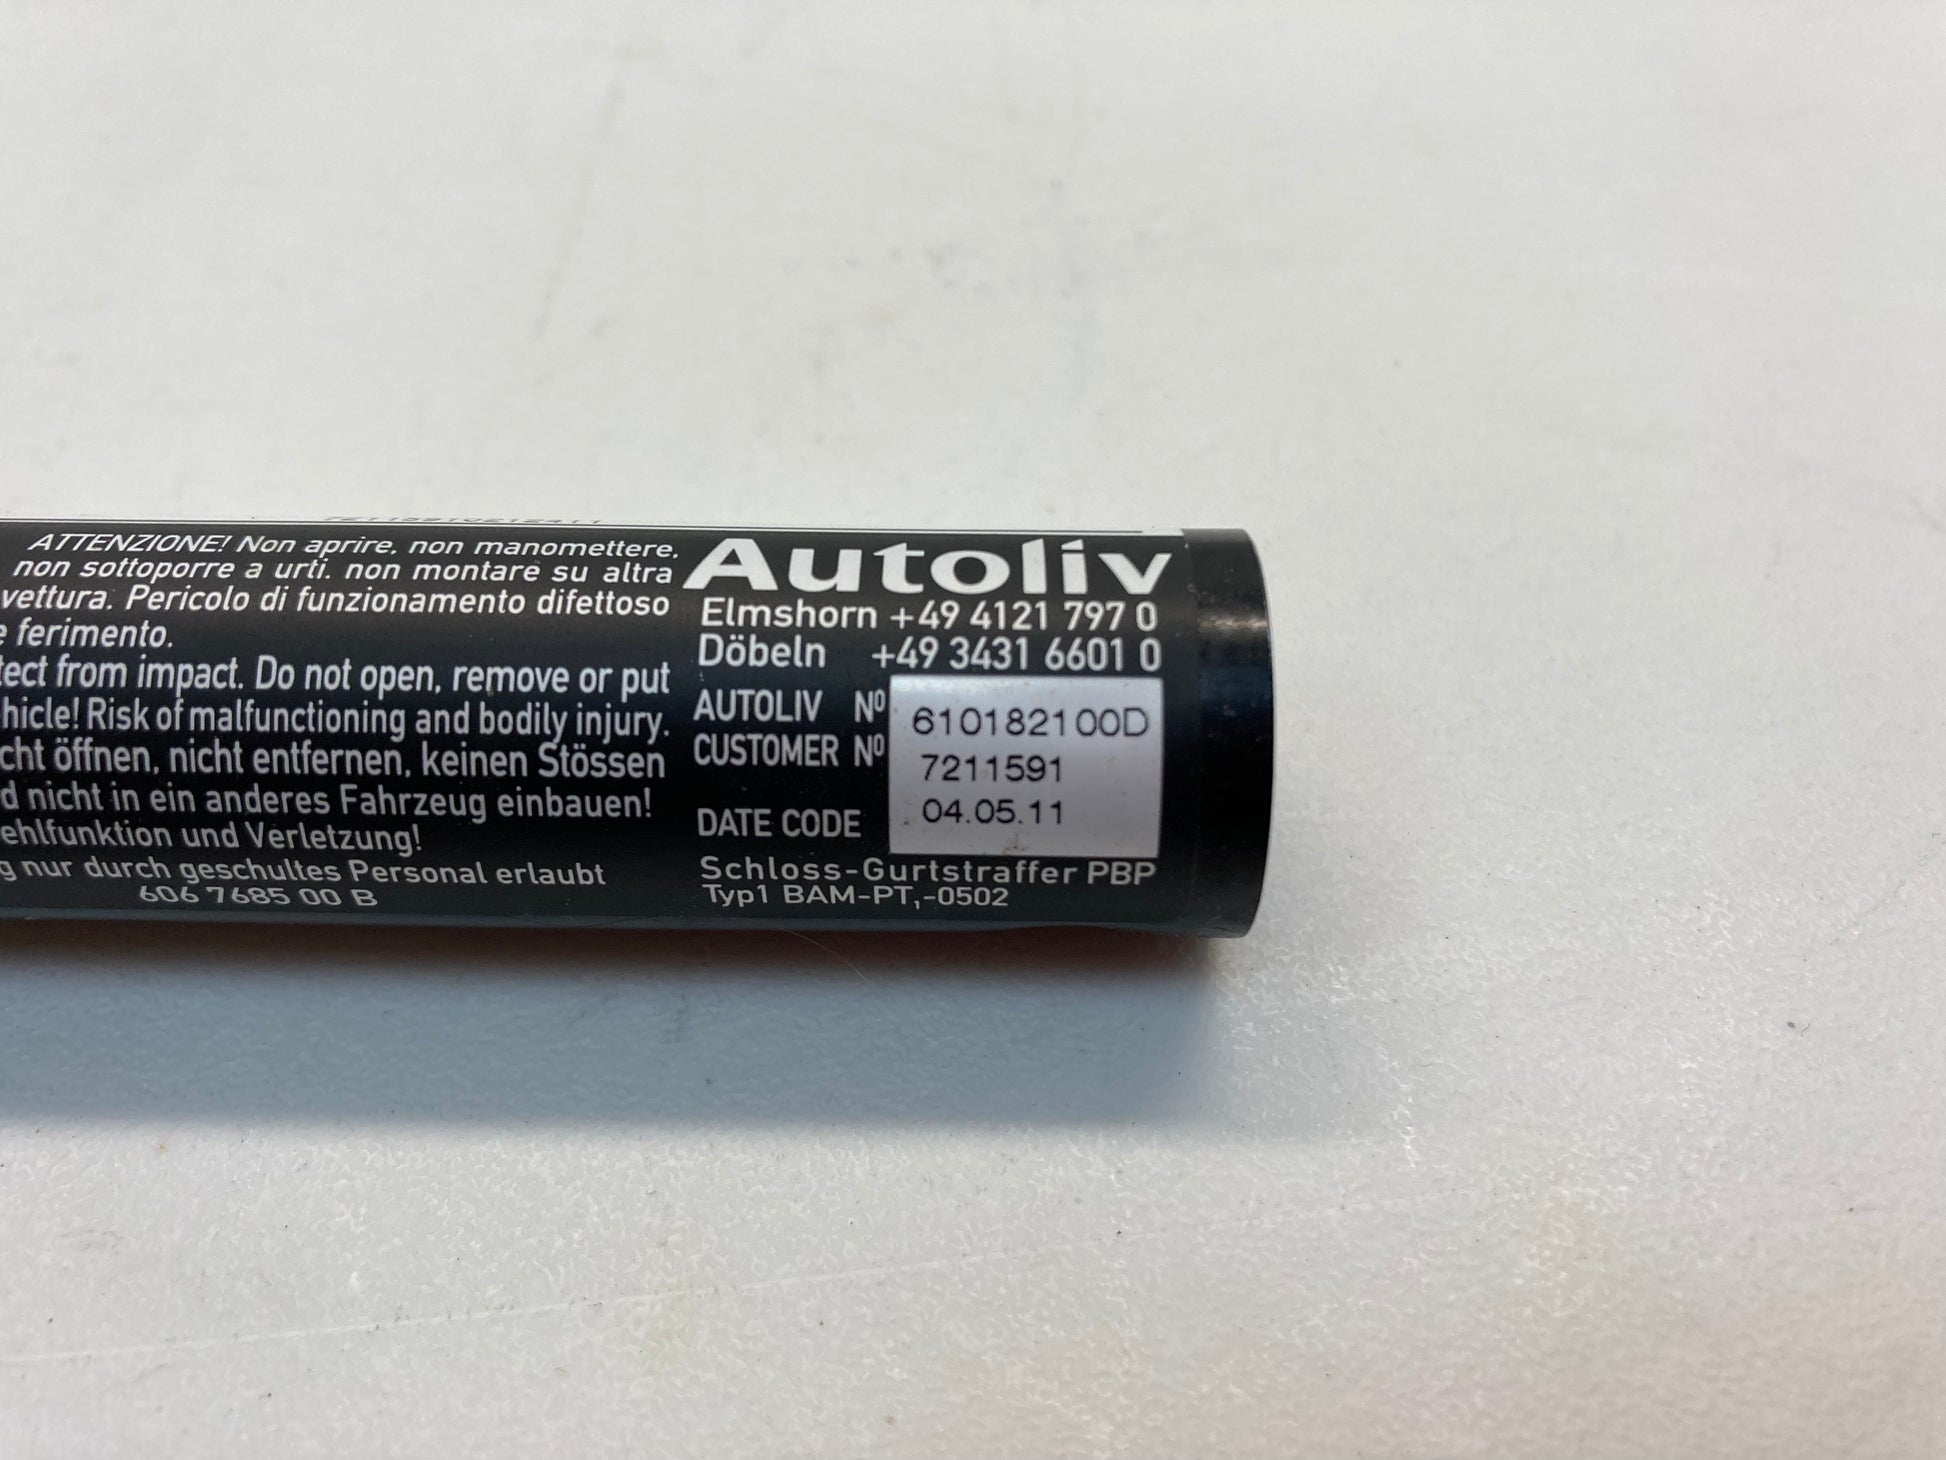 ATTENZIONE! Non aprire, non manomettere,
non sottoporre a urti. non montare su altra
vettura. Pericolo di funzionamento difettoso
e ferimento.
tect from impact. Do not open, remove or put
hicle! Risk of malfunctioning and bodily injury.
cht öffnen, nicht entfernen, keinen Stössen
d nicht in ein anderes Fahrzeug einbauen!
ehlfunktion und Verletzung!
g nur durch geschultes Personal erlaubt
606 7685 00 B
Autoliv
Elmshorn +49 4121 797 0
Döbeln +49 3431 6601 0
AUTOLIV Nº 610182100D
CUSTOMER Nº 7211591
DATE CODE 04.05.11
Schloss-Gurtstraffer PBP
Typ1 BAM-PT,-0502